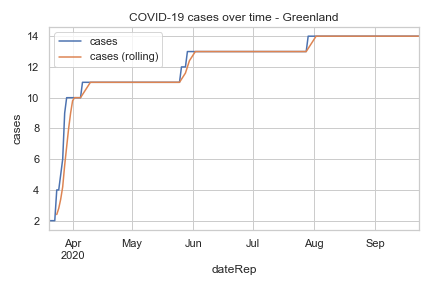 COVID-19 cases over time - Greenland
cases
cases (rolling)
14
12
10
8
6
4
2
cases
Apr May Jun Jul Aug Sep
2020
dateRep